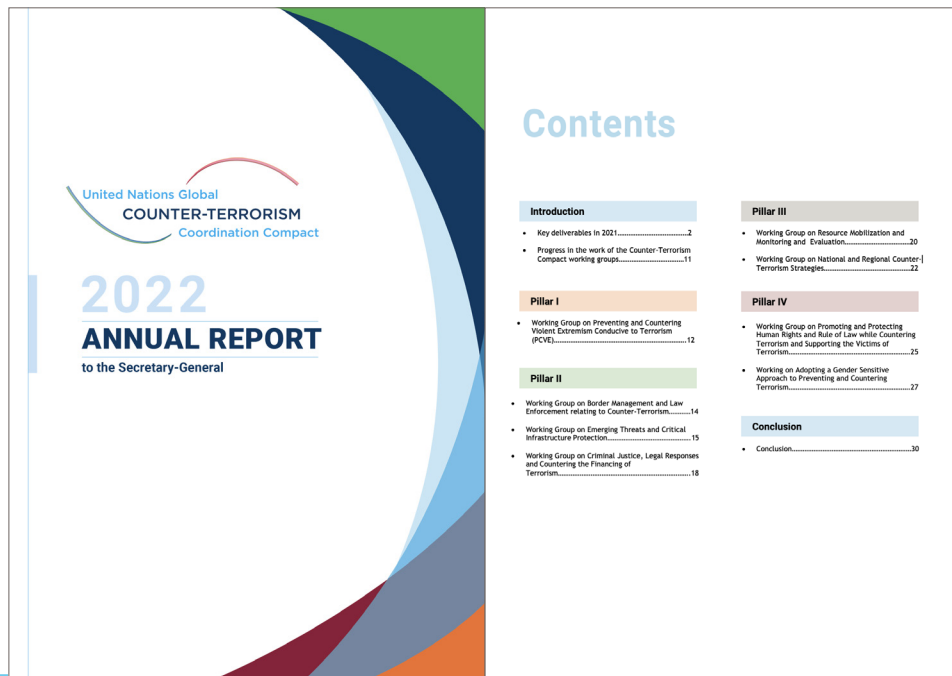 United Nations Global
COUNTER-TERRORISM
Coordination Compact
2022
ANNUAL REPORT
to the Secretary-General
Contents
Introduction
• Key deliverables in 2021...................................2
• Progress in the work of the Counter-Terrorism
Compact working groups................................11
Pillar I
• Working Group on Preventing and Countering
Violent Extremism Conducive to Terrorism
(PCVE)................................................................12
Pillar II
• Working Group on Border Management and Law
Enforcement relating to Counter-Terrorism..........14
• Working Group on Emerging Threats and Critical
Infrastructure Protection........................................15
• Working Group on Criminal Justice, Legal Responses
and Countering the Financing of
Terrorism................................................................18
Pillar III
• Working Group on Resource Mobilization and
Monitoring and Evaluation................................20
• Working Group on National and Regional Counter-
Terrorism Strategies..........................................22
Pillar IV
• Working Group on Promoting and Protecting
Human Rights and Rule of Law while Countering
Terrorism and Supporting the Victims of
Terrorism...........................................................25
• Working on Adopting a Gender Sensitive
Approach to Preventing and Countering
Terrorism...........................................................27
Conclusion
• Conclusion.........................................................30